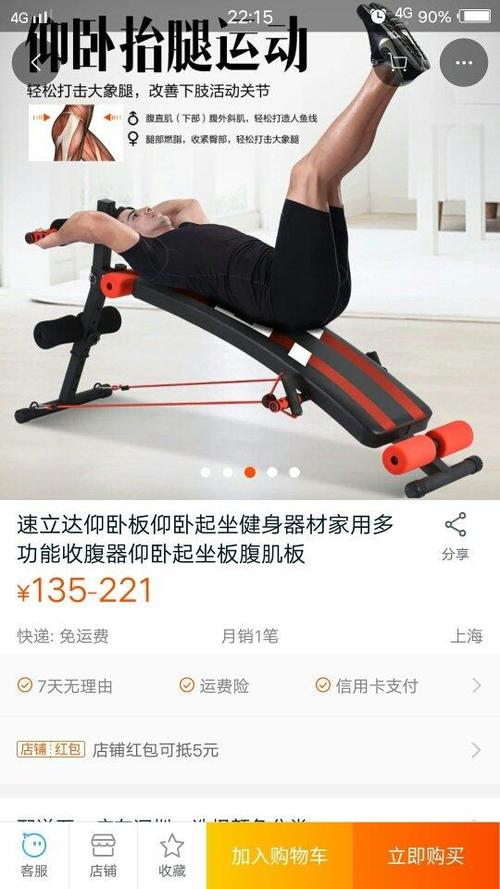 4G
22:15
4G 90%
仰卧抬腿运动
轻松打击大象腿，改善下肢活动关节
腹直肌（下部）腹外斜肌，轻松打造人鱼线
腿部燃脂，收紧臀部，轻松打击大象腿
速立达仰卧板仰卧起坐健身器材家用多
功能收腹器仰卧起坐板腹肌板
分享
¥135-221
快递: 免运费
月销1笔
上海
7天无理由
运费险
信用卡支付
店铺红包
店铺红包可抵5元
客服
店铺
收藏
加入购物车
立即购买